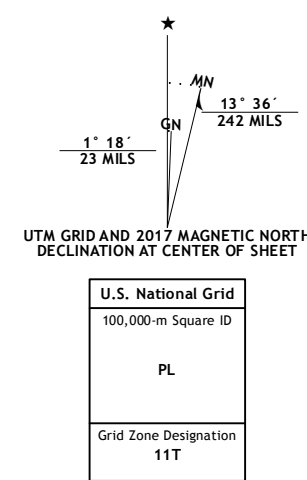 MN
13° 36´
242 MILS
GN
1° 18´
23 MILS
UTM GRID AND 2017 MAGNETIC NORTH
DECLINATION AT CENTER OF SHEET
U.S. National Grid
100,000-m Square ID
PL
Grid Zone Designation
11T